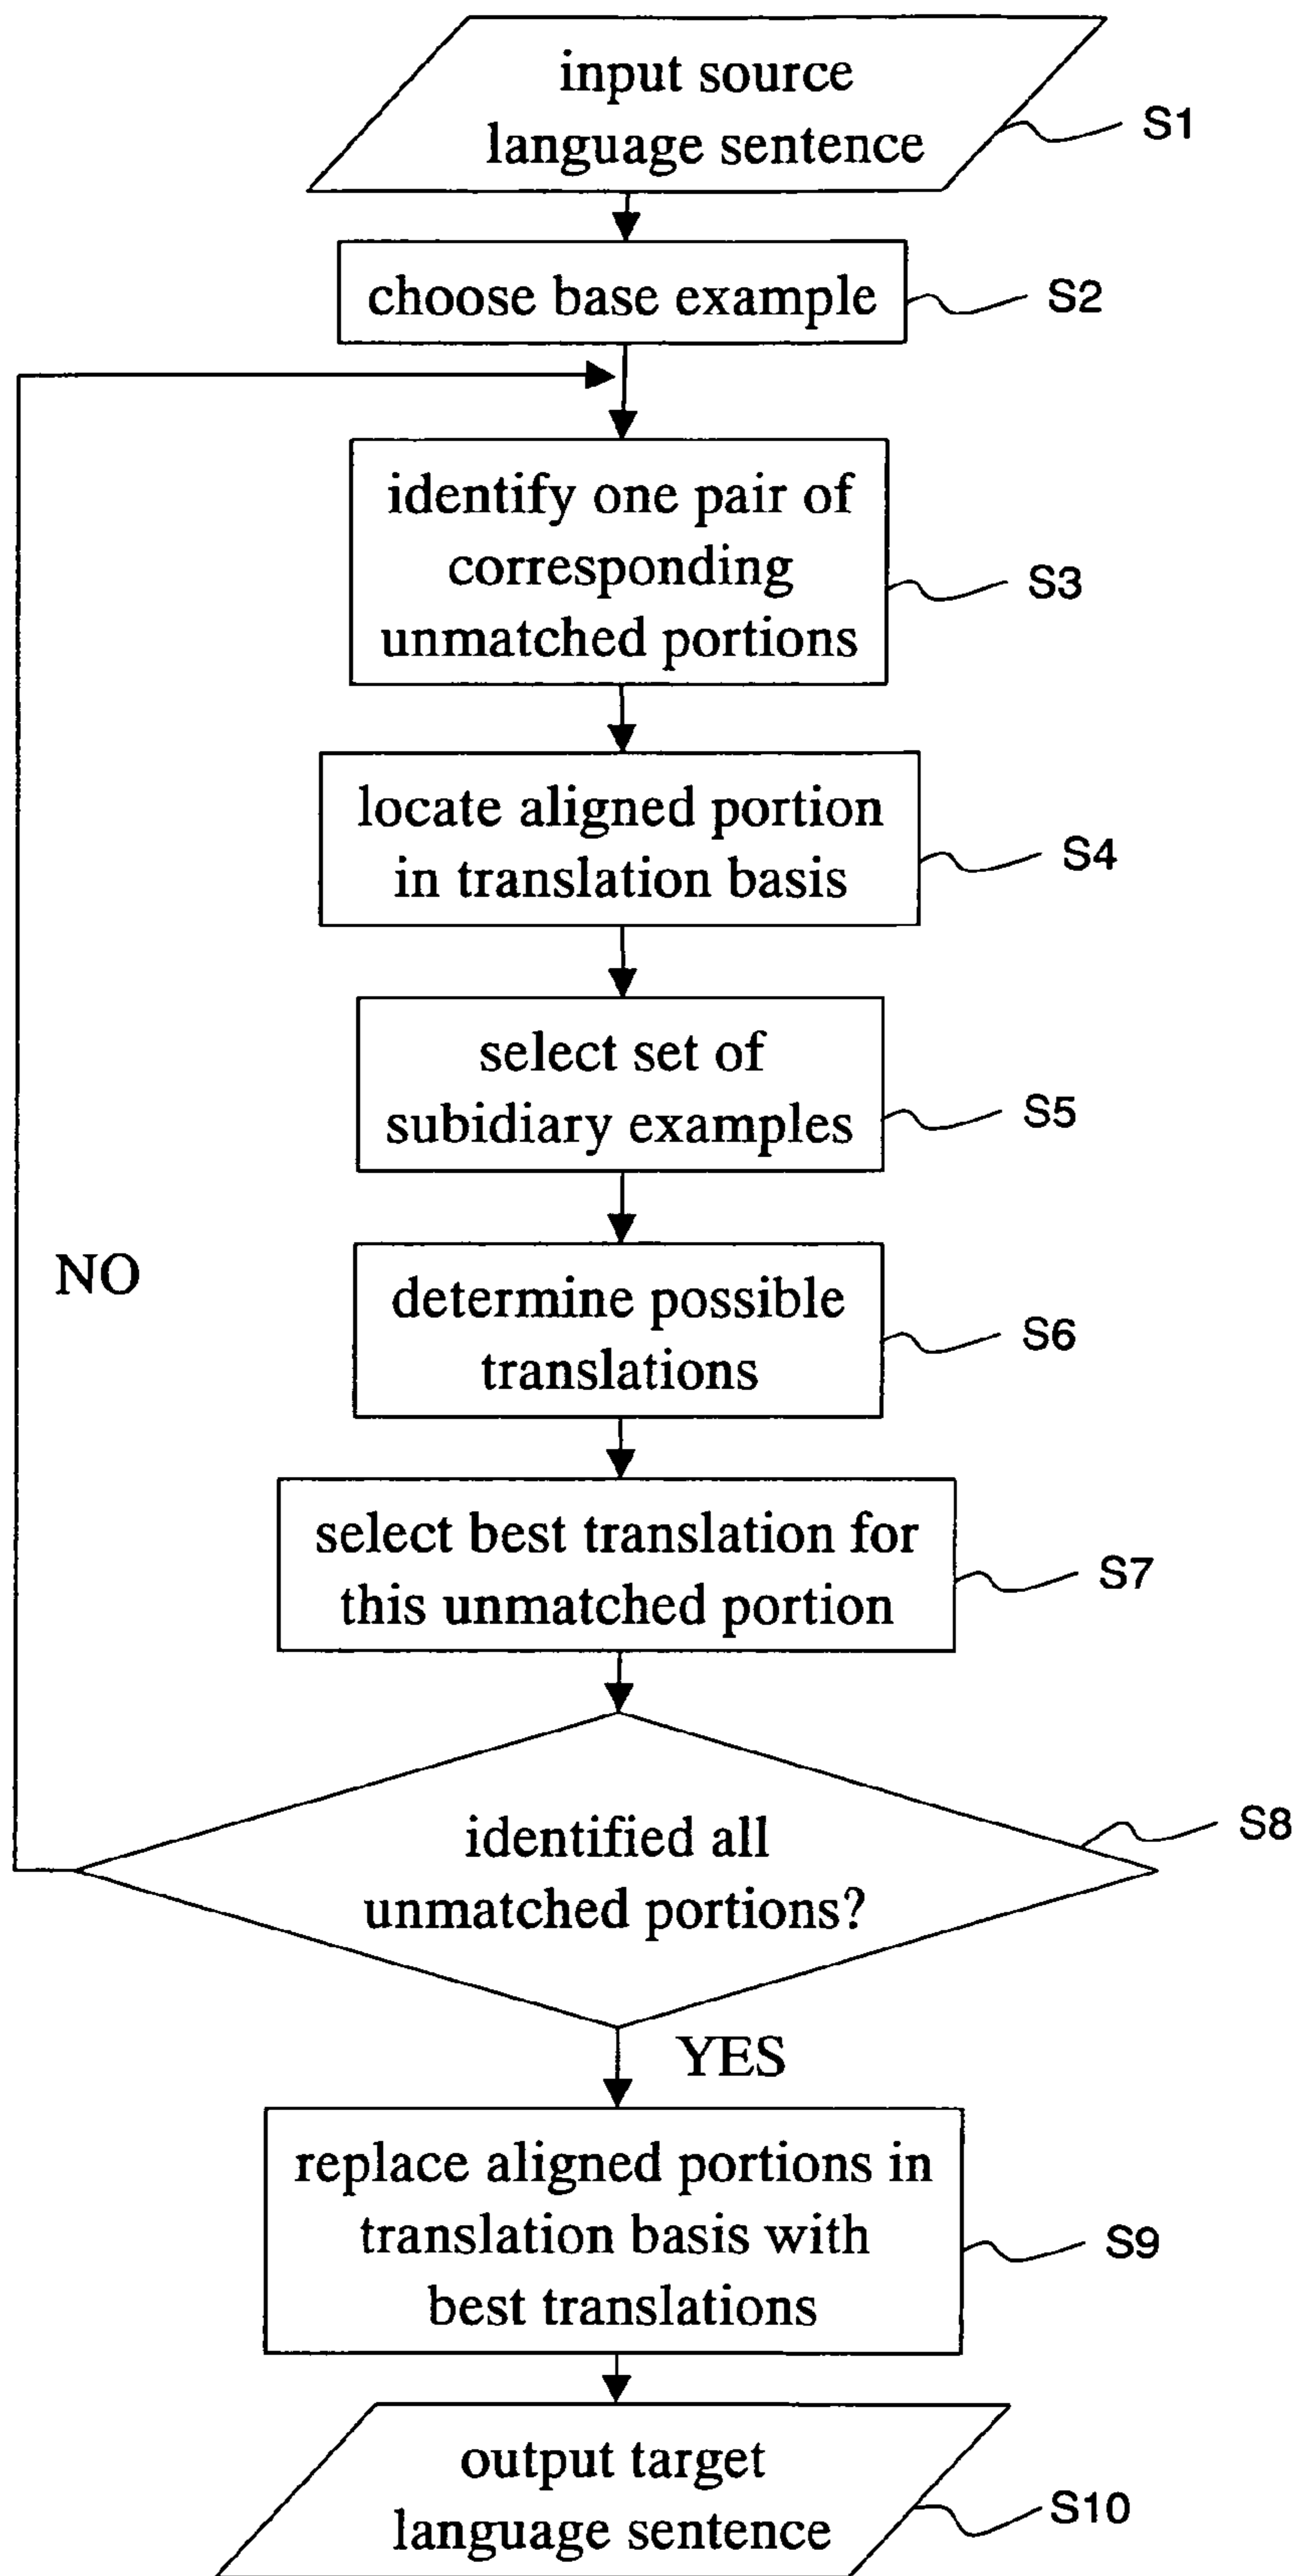 input source
language sentence
S1
choose base example
S2
identify one pair of
corresponding
unmatched portions
S3
locate aligned portion
in translation basis
S4
select set of
subidiary examples
S5
determine possible
translations
S6
NO
select best translation for
this unmatched portion
S7
identified all
unmatched portions?
S8
YES
replace aligned portions in
translation basis with
best translations
S9
output target
language sentence
S10